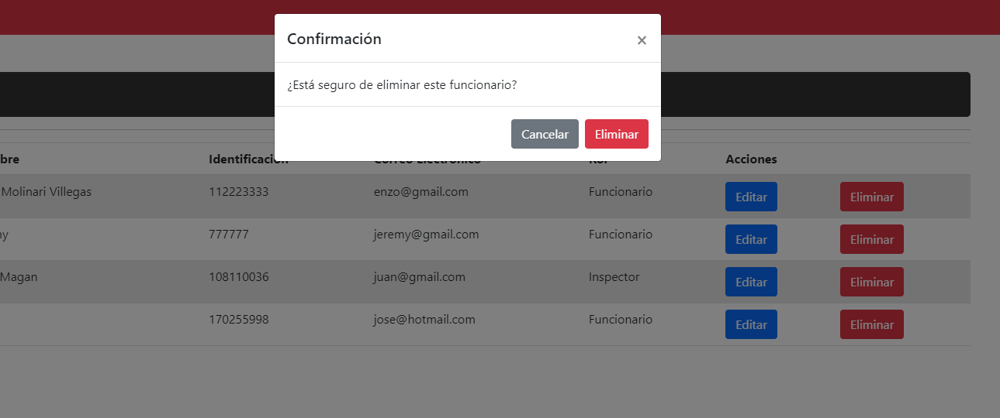 Confirmación ×
¿Está seguro de eliminar este funcionario?
Cancelar Eliminar
bre Identificación Correo Electrónico Rol Acciones
Molinari Villegas 112223333 enzo@gmail.com Funcionario Editar Eliminar
ny 777777 jeremy@gmail.com Funcionario Editar Eliminar
Magan 108110036 juan@gmail.com Inspector Editar Eliminar
170255998 jose@hotmail.com Funcionario Editar Eliminar